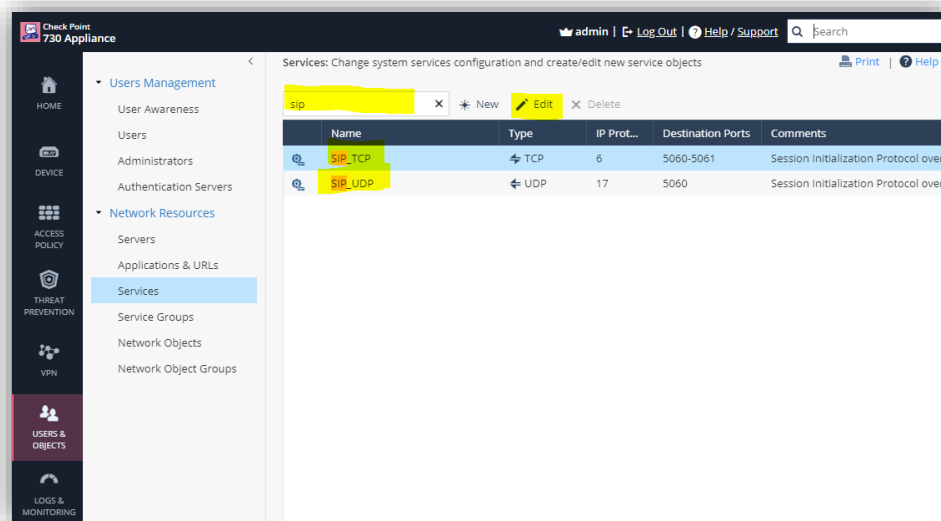 Check Point
730 Appliance
admin | Log Out | Help / Support
Search
HOME
DEVICE
ACCESS
POLICY
THREAT
PREVENTION
VPN
USERS &
OBJECTS
LOGS &
MONITORING
Users Management
User Awareness
Users
Administrators
Authentication Servers
Network Resources
Servers
Applications & URLs
Services
Service Groups
Network Objects
Network Object Groups
Services: Change system services configuration and create/edit new service objects
Print | Help
sip
New Edit Delete
Name Type IP Prot... Destination Ports Comments
SIP_TCP TCP 6 5060-5061 Session Initialization Protocol over
SIP_UDP UDP 17 5060 Session Initialization Protocol over